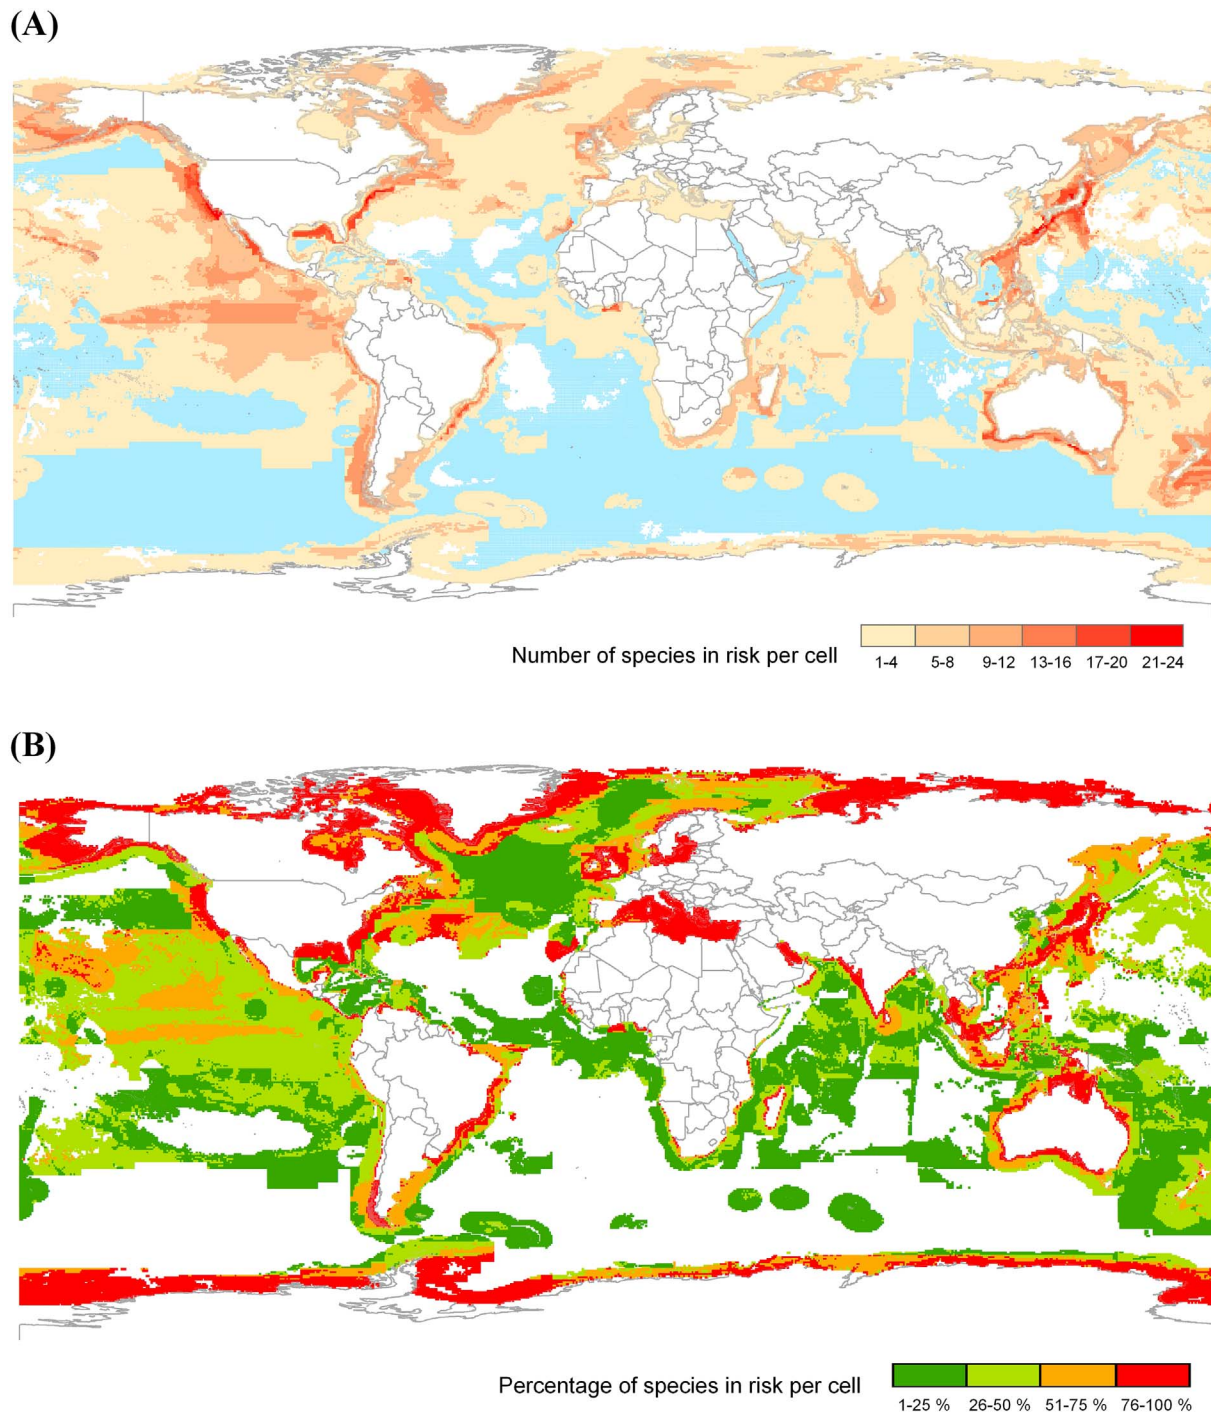 (A)
Number of species in risk per cell
1-4 5-8 9-12 13-16 17-20 21-24
(B)
Percentage of species in risk per cell
1-25 % 26-50 % 51-75 % 76-100 %